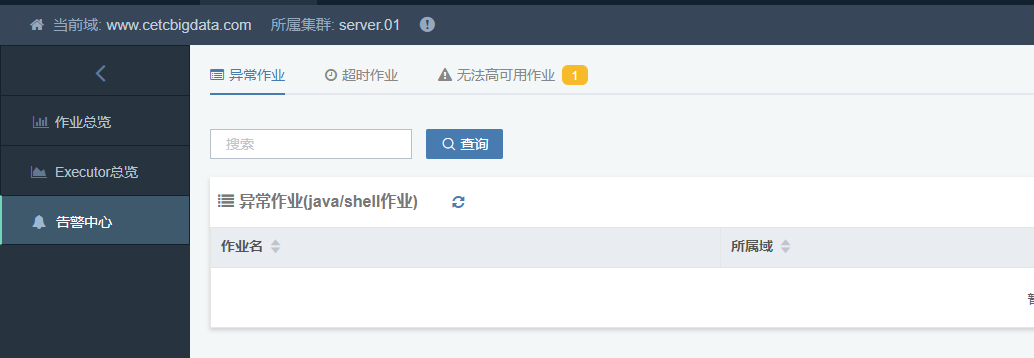 当前域: www.cetcbigdata.com 所属集群: server.01
异常作业 超时作业 无法高可用作业 1
作业总览
Executor总览
告警中心
搜索 查询
异常作业(java/shell作业)
作业名 所属域